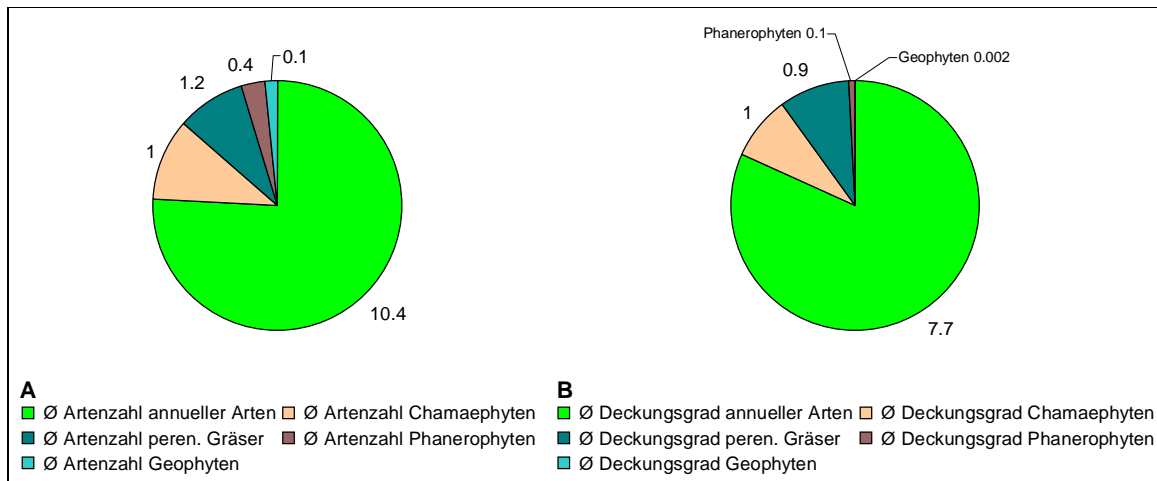 0.1
0.4
1.2
1
10.4
A
Ø Artenzahl annueller Arten
Ø Artenzahl Chamaephyten
Ø Artenzahl peren. Gräser
Ø Artenzahl Phanerophyten
Ø Artenzahl Geophyten
Phanerophyten 0.1
Geophyten 0.002
0.9
1
7.7
B
Ø Deckungsgrad annueller Arten
Ø Deckungsgrad Chamaephyten
Ø Deckungsgrad peren. Gräser
Ø Deckungsgrad Phanerophyten
Ø Deckungsgrad Geophyten